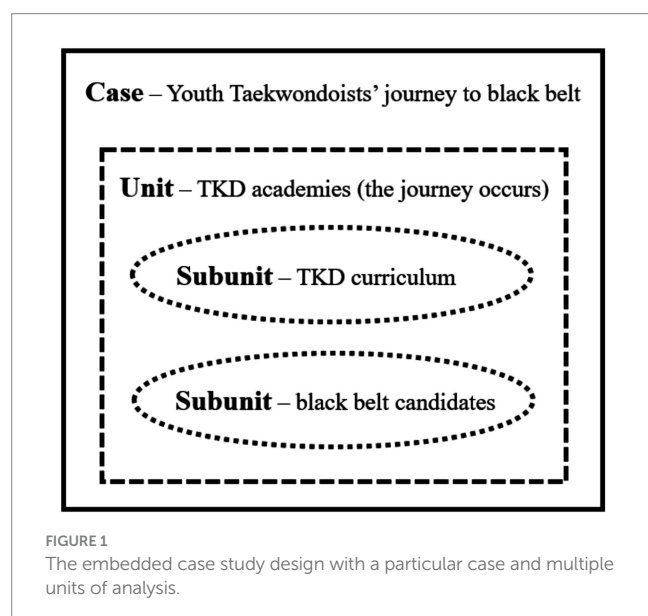 Case – Youth Taekwondoists’ journey to black belt
Unit – TKD academies (the journey occurs)
Subunit – TKD curriculum
Subunit – black belt candidates
FIGURE 1
The embedded case study design with a particular case and multiple
units of analysis.